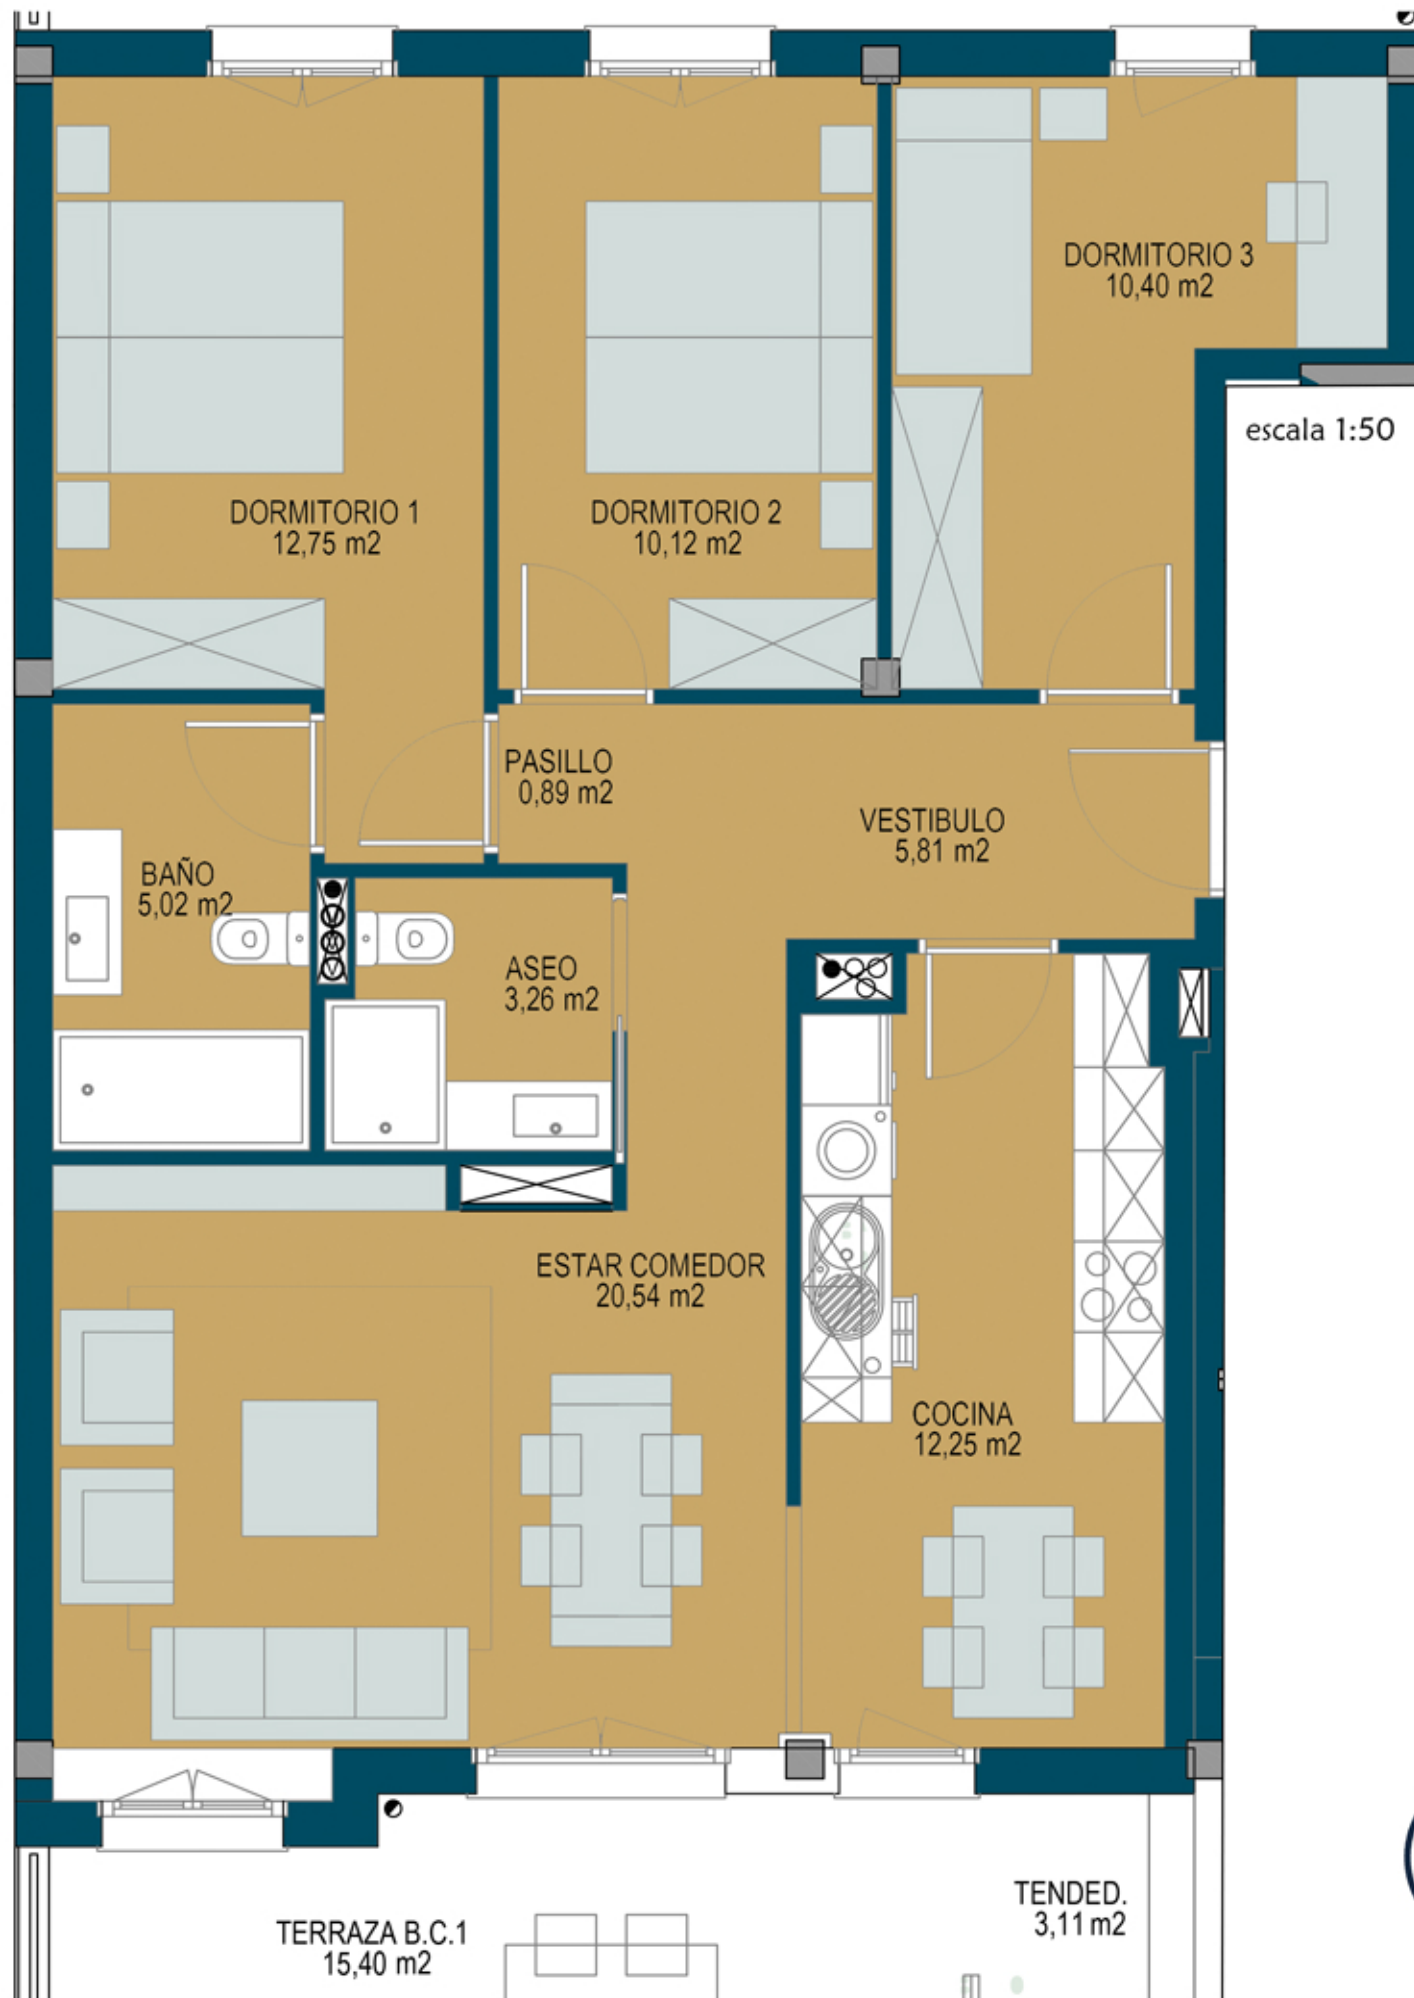 DORMITORIO 3
10,40 m2
escala 1:50
DORMITORIO 1
12,75 m2
DORMITORIO 2
10,12 m2
PASILLO
0,89 m2
VESTIBULO
5,81 m2
BAÑO
5,02 m2
ASEO
3,26 m2
ESTAR COMEDOR
20,54 m2
COCINA
12,25 m2
TENDED.
3,11 m2
TERRAZA B.C.1
15,40 m2